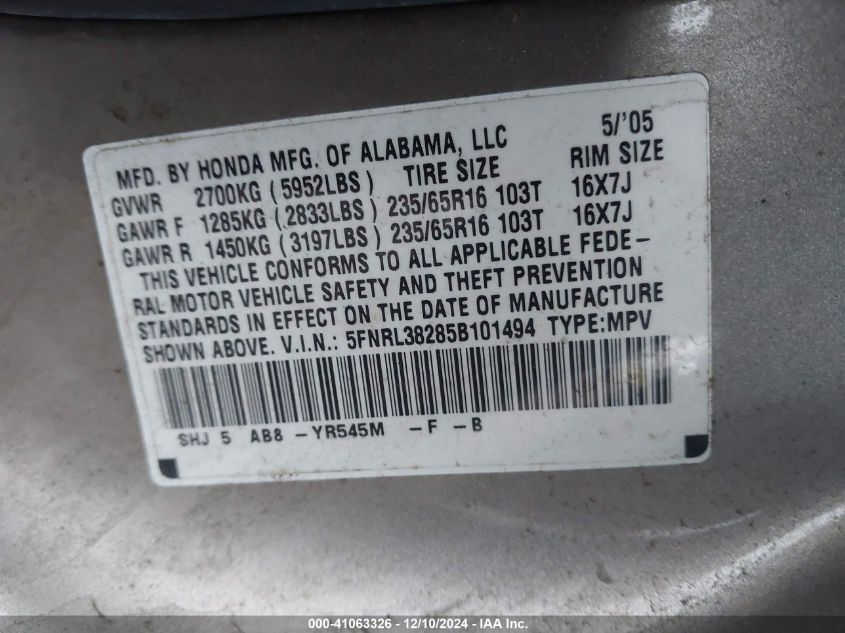 MFD. BY HONDA MFG. OF ALABAMA, LLC 5/'05
GVWR 2700KG (5952LBS) TIRE SIZE RIM SIZE
GAWR F 1285KG (2833LBS) 235/65R16 103T 16X7J
GAWR R 1450KG (3197LBS) 235/65R16 103T 16X7J
THIS VEHICLE CONFORMS TO ALL APPLICABLE FEDE-
RAL MOTOR VEHICLE SAFETY AND THEFT PREVENTION
STANDARDS IN EFFECT ON THE DATE OF MANUFACTURE
SHOWN ABOVE. V.I.N.: 5FNRL38285B101494 TYPE:MPV
SHJ 5 AB8 -YR545M -F -B
000-41063326 - 12/10/2024 - IAA Inc.